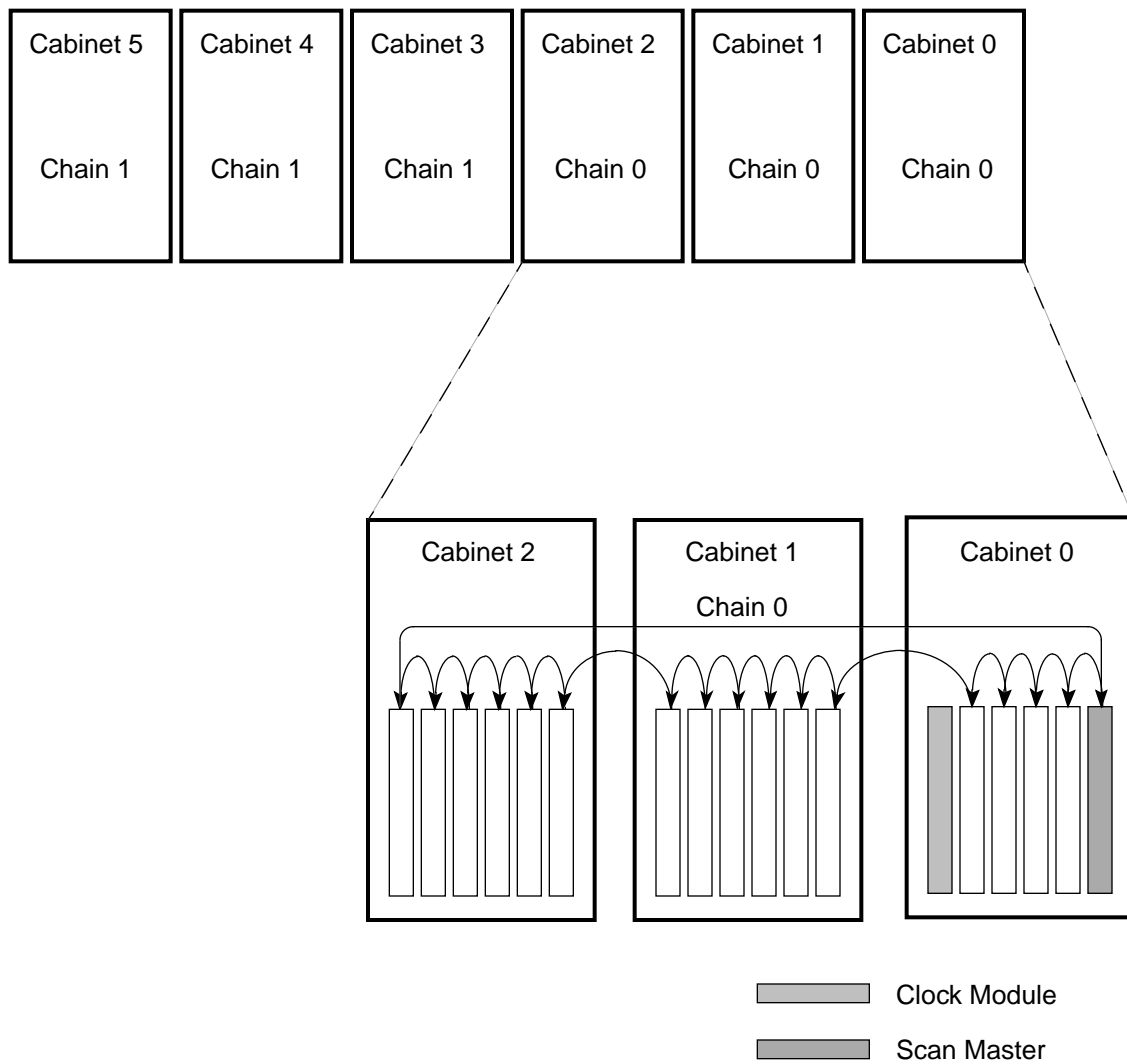 Cabinet 5
Cabinet 4
Cabinet 3
Cabinet 2
Cabinet 1
Cabinet 0
Chain 1
Chain 1
Chain 1
Chain 0
Chain 0
Chain 0
Cabinet 2
Cabinet 1
Cabinet 0
Chain 0
Clock Module
Scan Master